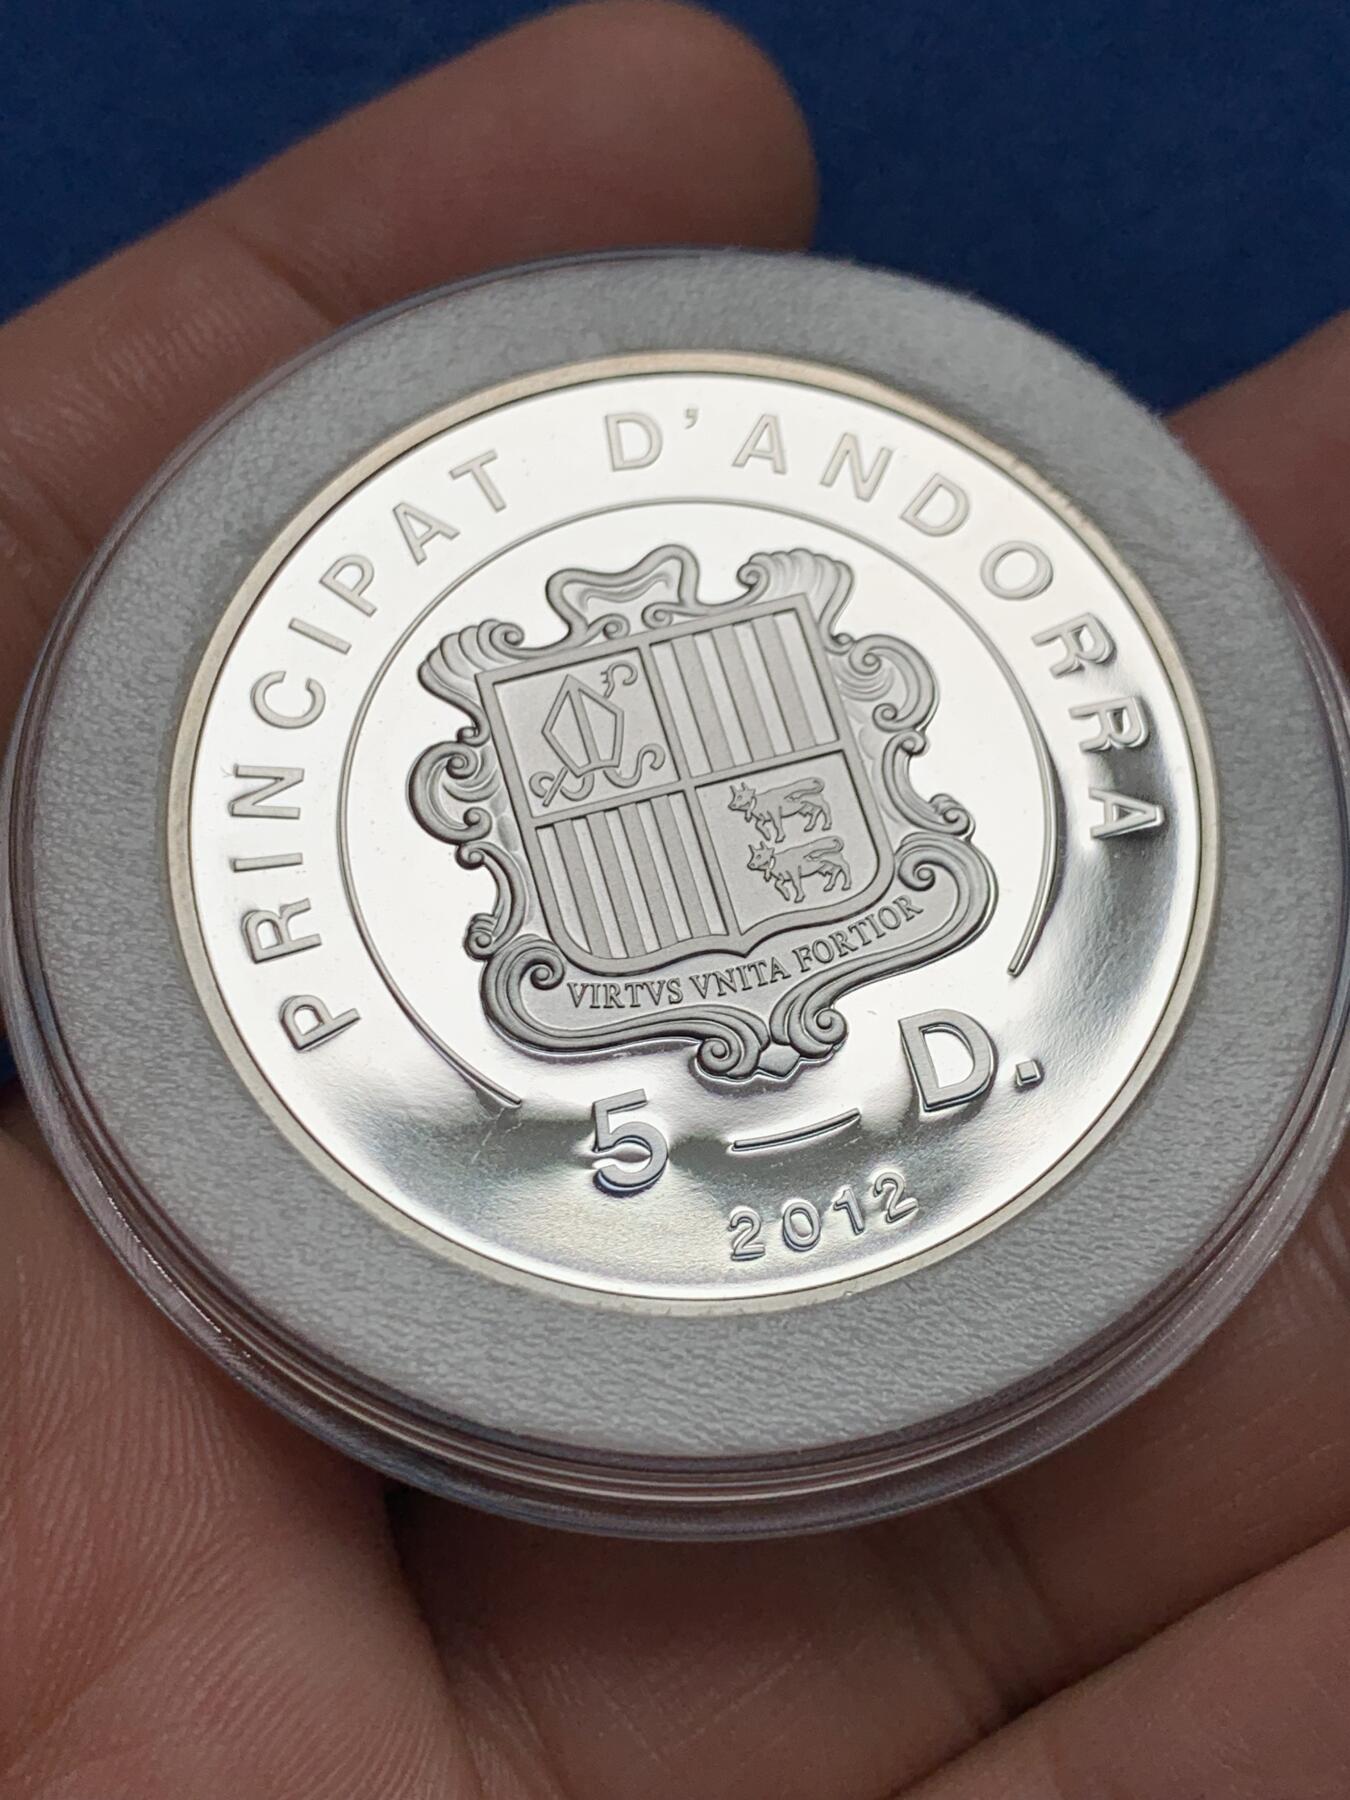 PRINCIPAT D'ANDORRA
VIRTVS VNITA FORTIOR
5 D.
2012